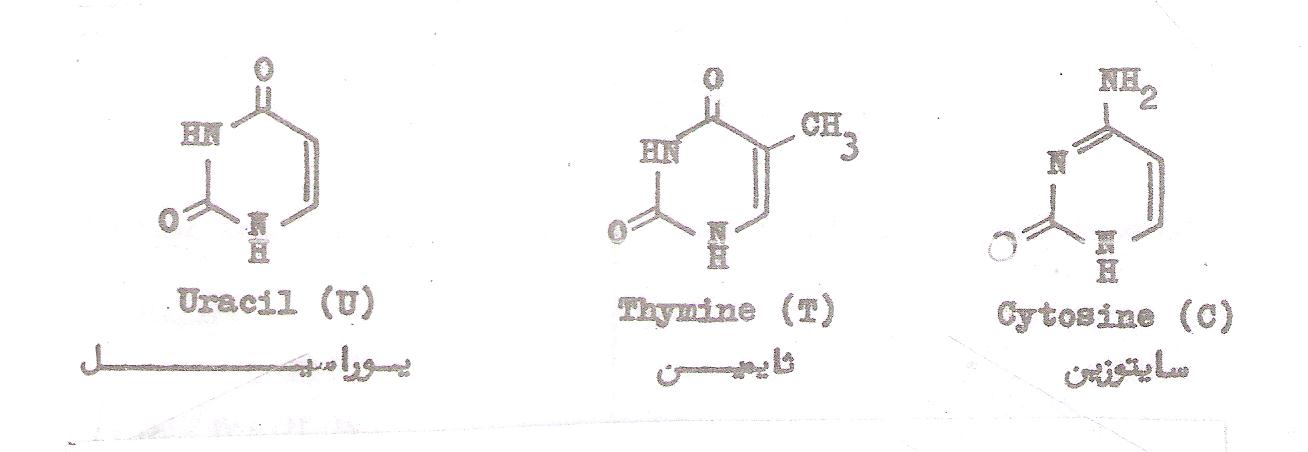 O O NH2
HN HN CH3 N
O N H O N H O N H
Uracil (U) Thymine (T) Cytosine (C)
يوراسيل ثايمين سايتوزين